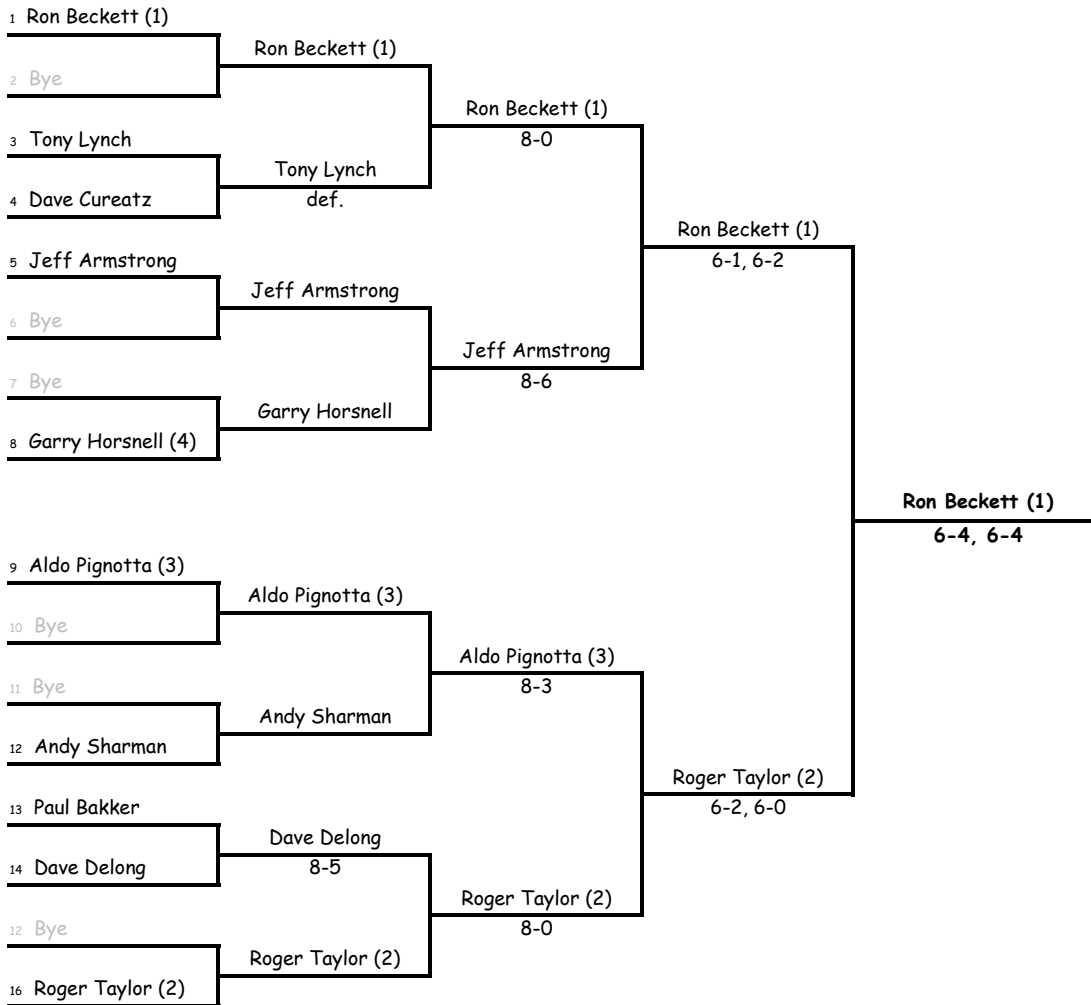 1 Ron Beckett (1)
2 Bye
3 Tony Lynch
4 Dave Cureatz
5 Jeff Armstrong
6 Bye
7 Bye
8 Garry Horsnell (4)
9 Aldo Pignotta (3)
10 Bye
11 Bye
12 Andy Sharman
13 Paul Bakker
14 Dave Delong
12 Bye
16 Roger Taylor (2)
Ron Beckett (1)
Tony Lynch
def.
Jeff Armstrong
Garry Horsnell
Aldo Pignotta (3)
Andy Sharman
Dave Delong
8-5
Roger Taylor (2)
Ron Beckett (1)
8-0
Jeff Armstrong
8-6
Aldo Pignotta (3)
8-3
Roger Taylor (2)
8-0
Ron Beckett (1)
6-1, 6-2
Roger Taylor (2)
6-2, 6-0
Ron Beckett (1)
6-4, 6-4